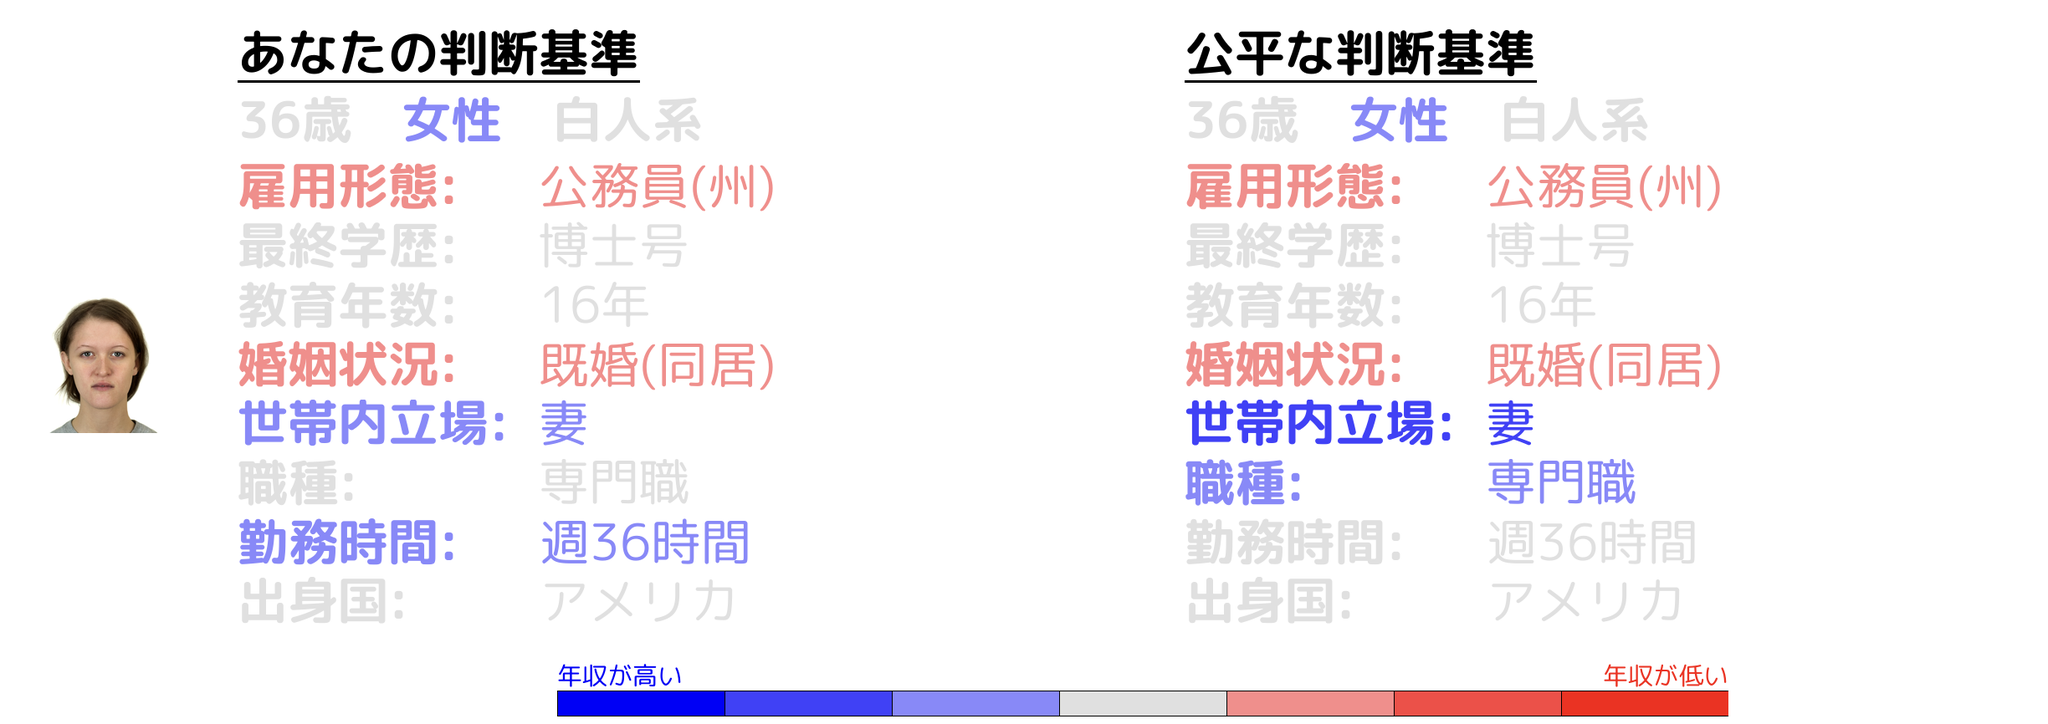 あなたの判断基準
36歳 女性 白人系
雇用形態: 公務員(州)
最終学歴: 博士号
教育年数: 16年
婚姻状況: 既婚(同居)
世帯内立場: 妻
職種: 専門職
勤務時間: 週36時間
出身国: アメリカ
公平な判断基準
36歳 女性 白人系
雇用形態: 公務員(州)
最終学歴: 博士号
教育年数: 16年
婚姻状況: 既婚(同居)
世帯内立場: 妻
職種: 専門職
勤務時間: 週36時間
出身国: アメリカ
年収が高い 年収が低い